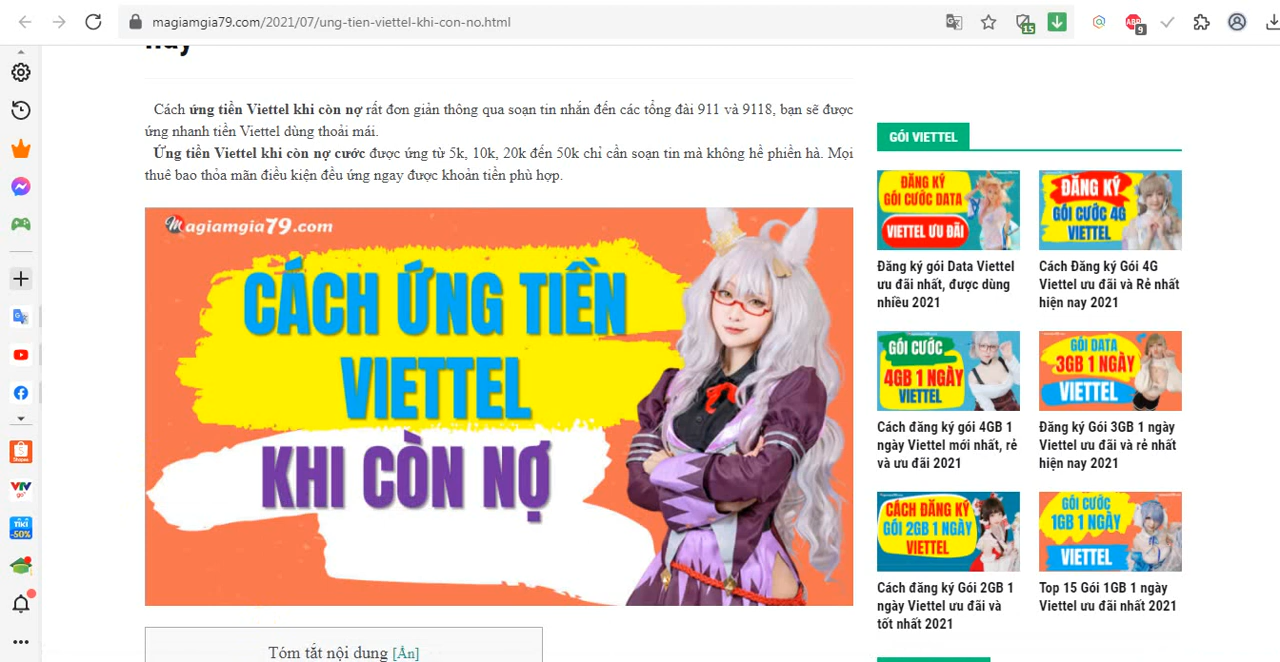 magiamgia79.com/2021/07/ung-tien-viettel-khi-con-no.html
15
ABP
9
nay
Cách ứng tiền Viettel khi còn nợ rất đơn giản thông qua soạn tin nhắn đến các tổng đài 911 và 9118, bạn sẽ được
ứng nhanh tiền Viettel dùng thoải mái.
Ứng tiền Viettel khi còn nợ cước được ứng từ 5k, 10k, 20k đến 50k chỉ cần soạn tin mà không hề phiền hà. Mọi
thuê bao thỏa mãn điều kiện đều ứng ngay được khoản tiền phù hợp.
Magiamgia79.com
CÁCH ỨNG TIỀN
VIETTEL
KHI CÒN NỢ
Tóm tắt nội dung [Ẩn]
GÓI VIETTEL
ĐĂNG KÝ
GÓI CƯỚC DATA
VIETTEL ƯU ĐÃI
Đăng ký gói Data Viettel
ưu đãi nhất, được dùng
nhiều 2021
ĐĂNG KÝ
GÓI CƯỚC 4G
VIETTEL
Cách Đăng ký Gói 4G
Viettel ưu đãi và Rẻ nhất
hiện nay 2021
GÓI CƯỚC
4GB 1 NGÀY
VIETTEL
Cách đăng ký gói 4GB 1
ngày Viettel mới nhất, rẻ
và ưu đãi 2021
GÓI DATA
3GB 1 NGÀY
VIETTEL
Đăng ký Gói 3GB 1 ngày
Viettel ưu đãi và rẻ nhất
hiện nay 2021
CÁCH ĐĂNG KÝ
GÓI 2GB 1 NGÀY
VIETTEL
Cách đăng ký Gói 2GB 1
ngày Viettel ưu đãi và
tốt nhất 2021
GÓI CƯỚC
1GB 1 NGÀY
VIETTEL
Top 15 Gói 1GB 1 ngày
Viettel ưu đãi nhất 2021
VTV
go
TIKI
-50%